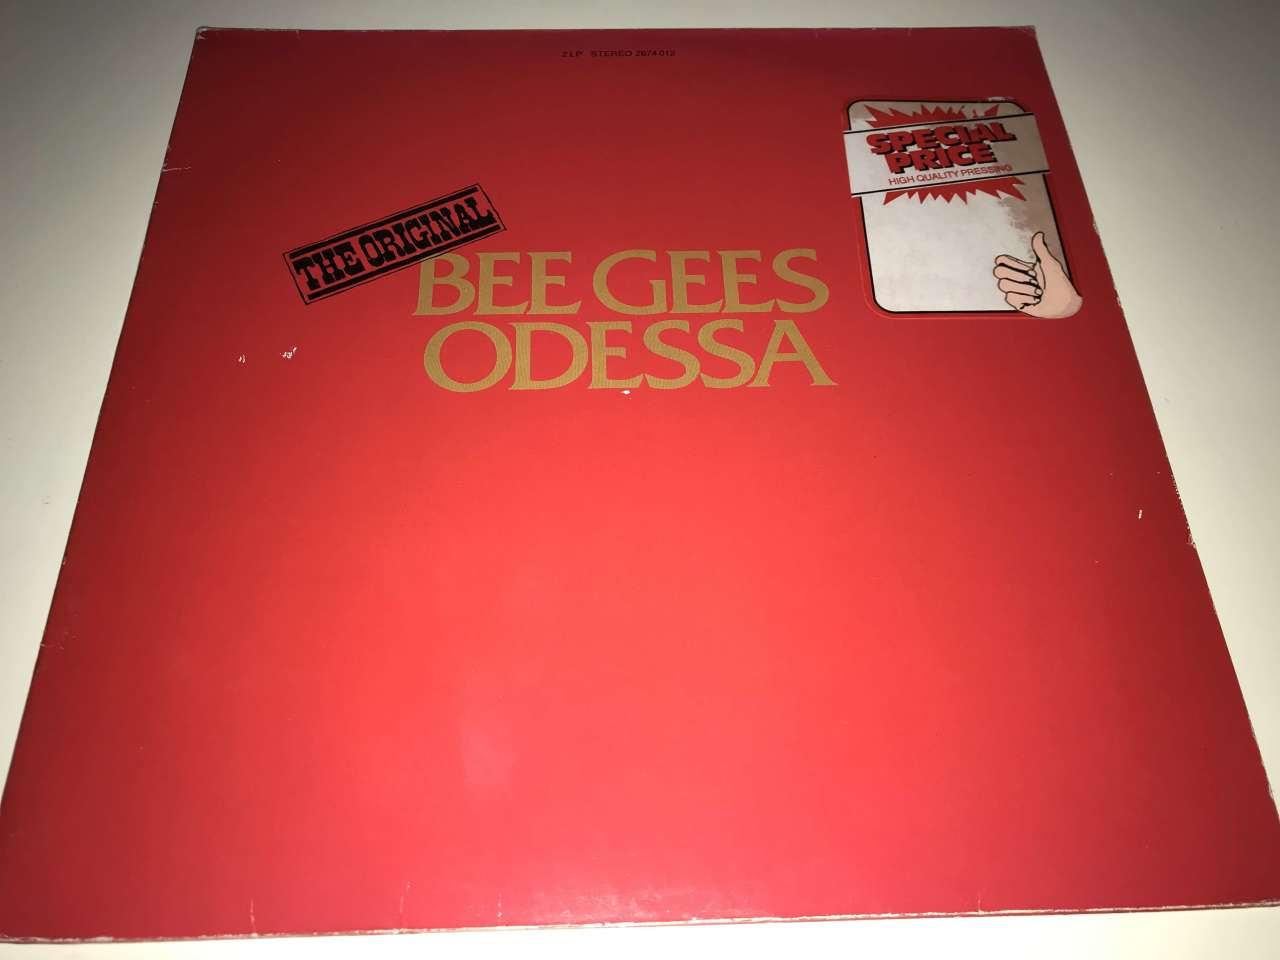 2 LP STEREO 2674 012
SPECIAL
PRICE
HIGH QUALITY PRESSING
THE ORIGINAL
BEE GEES
ODESSA